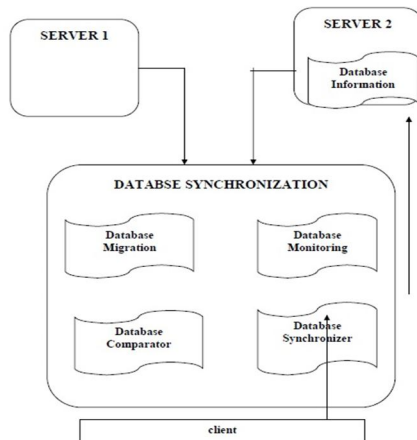 SERVER 1
SERVER 2
Database
Information
DATABSE SYNCHRONIZATION
Database
Migration
Database
Monitoring
Database
Comparator
Database
Synchronizer
client